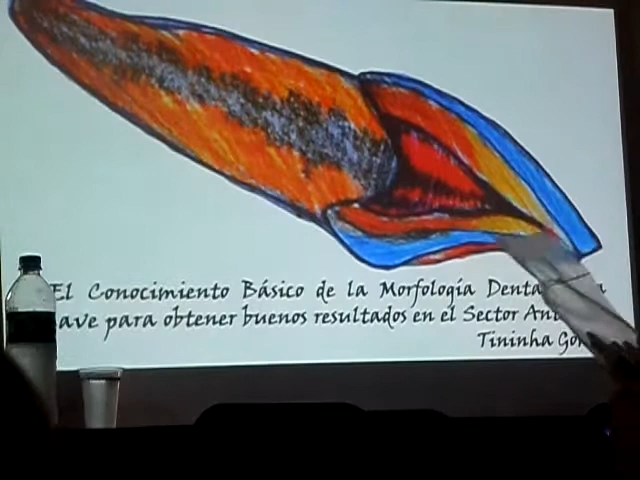 El Conocimiento Básico de la Morfología
para obtener buenos resultados en el Sector
Tininha